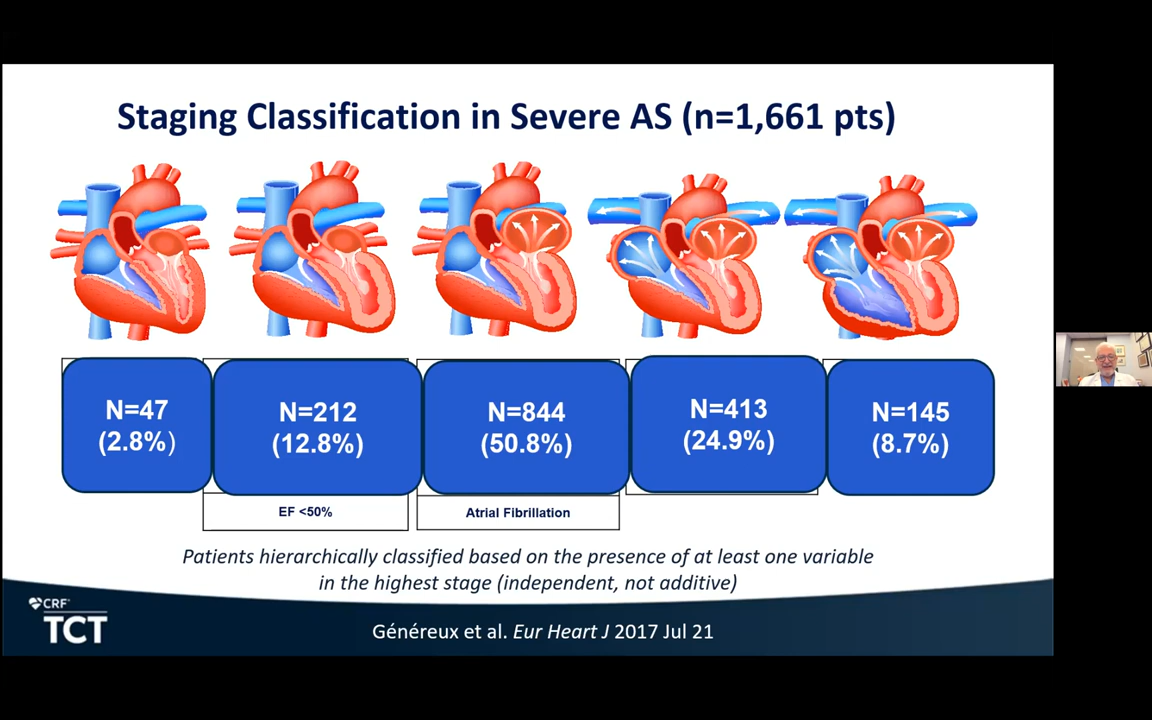 Staging Classification in Severe AS (n=1,661 pts)
N=47
(2.8%)
N=212
(12.8%)
N=844
(50.8%)
N=413
(24.9%)
N=145
(8.7%)
EF <50%
Atrial Fibrillation
Patients hierarchically classified based on the presence of at least one variable
in the highest stage (independent, not additive)
CRF
TCT
Généreux et al. Eur Heart J 2017 Jul 21